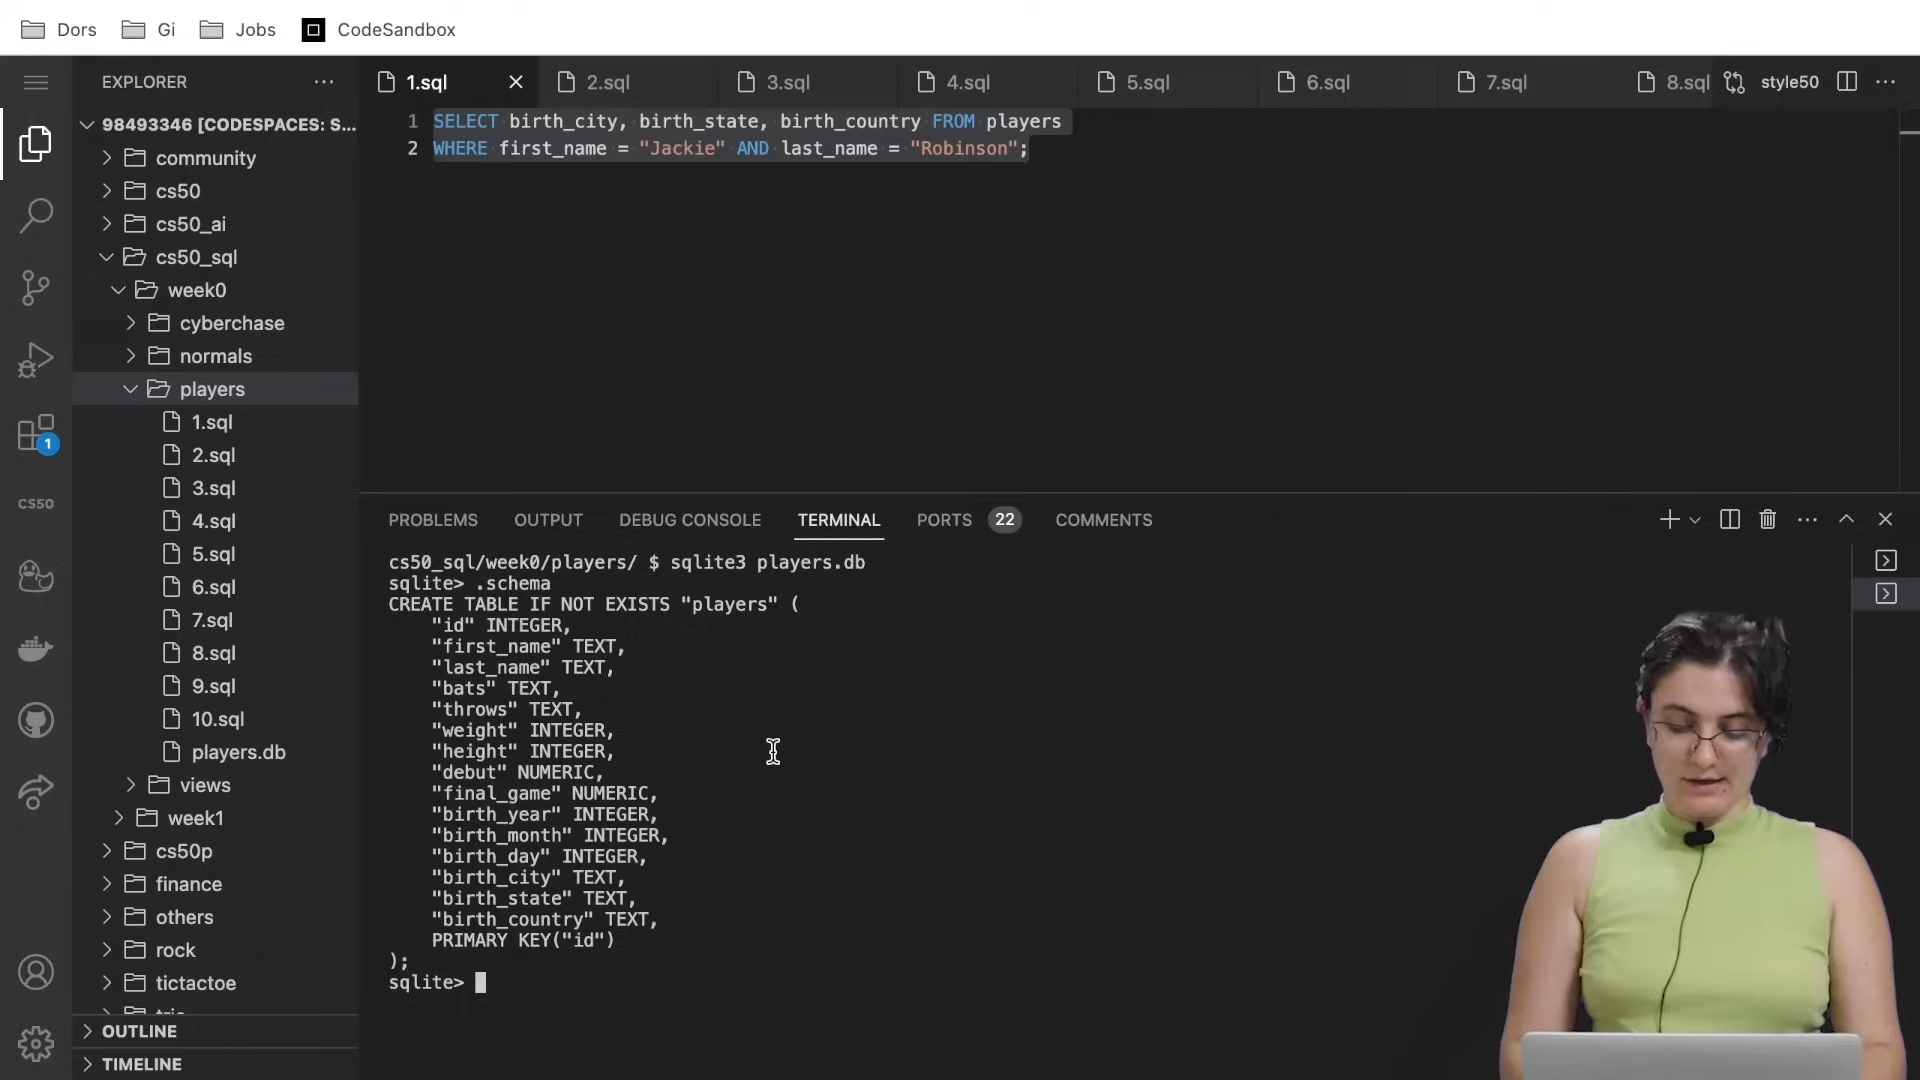 Dors Gi Jobs CodeSandbox
EXPLORER
1.sql 2.sql 3.sql 4.sql 5.sql 6.sql 7.sql 8.sql style50
98493346 [CODESPACES: S...
community
cs50
cs50_ai
cs50_sql
week0
cyberchase
normals
players
1.sql
2.sql
3.sql
4.sql
5.sql
6.sql
7.sql
8.sql
9.sql
10.sql
players.db
views
week1
cs50p
finance
others
rock
tictactoe
OUTLINE
TIMELINE
1
CS50
1 SELECT birth_city, birth_state, birth_country FROM players
2 WHERE first_name = "Jackie" AND last_name = "Robinson";
PROBLEMS OUTPUT DEBUG CONSOLE TERMINAL PORTS 22 COMMENTS
cs50_sql/week0/players/ $ sqlite3 players.db
sqlite> .schema
CREATE TABLE IF NOT EXISTS "players" (
"id" INTEGER,
"first_name" TEXT,
"last_name" TEXT,
"bats" TEXT,
"throws" TEXT,
"weight" INTEGER,
"height" INTEGER,
"debut" NUMERIC,
"final_game" NUMERIC,
"birth_year" INTEGER,
"birth_month" INTEGER,
"birth_day" INTEGER,
"birth_city" TEXT,
"birth_state" TEXT,
"birth_country" TEXT,
PRIMARY KEY("id")
);
sqlite>